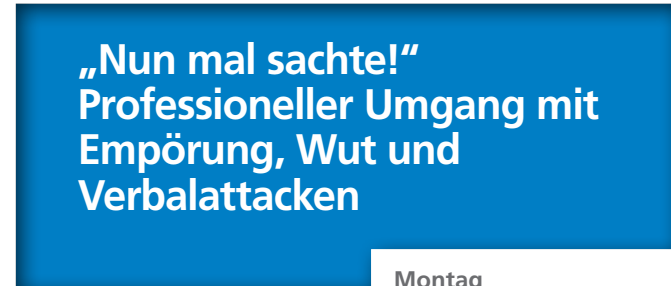 „Nun mal sachte!“
Professioneller Umgang mit
Empörung, Wut und
Verbalattacken
Montag